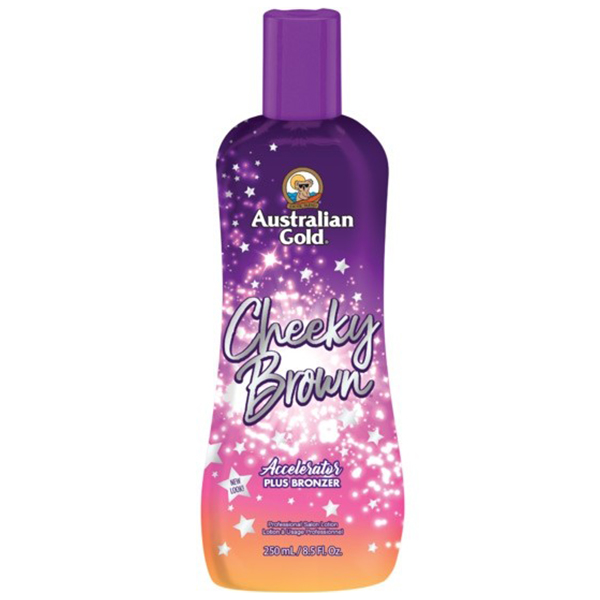 Australian
Gold®
Cheeky
Brown
Accelerator
PLUS BRONZER
NEW
LOOK!
Professional Salon Lotion
Lotion à Usage Professionnel
250 mL / 8.5 Fl. Oz.